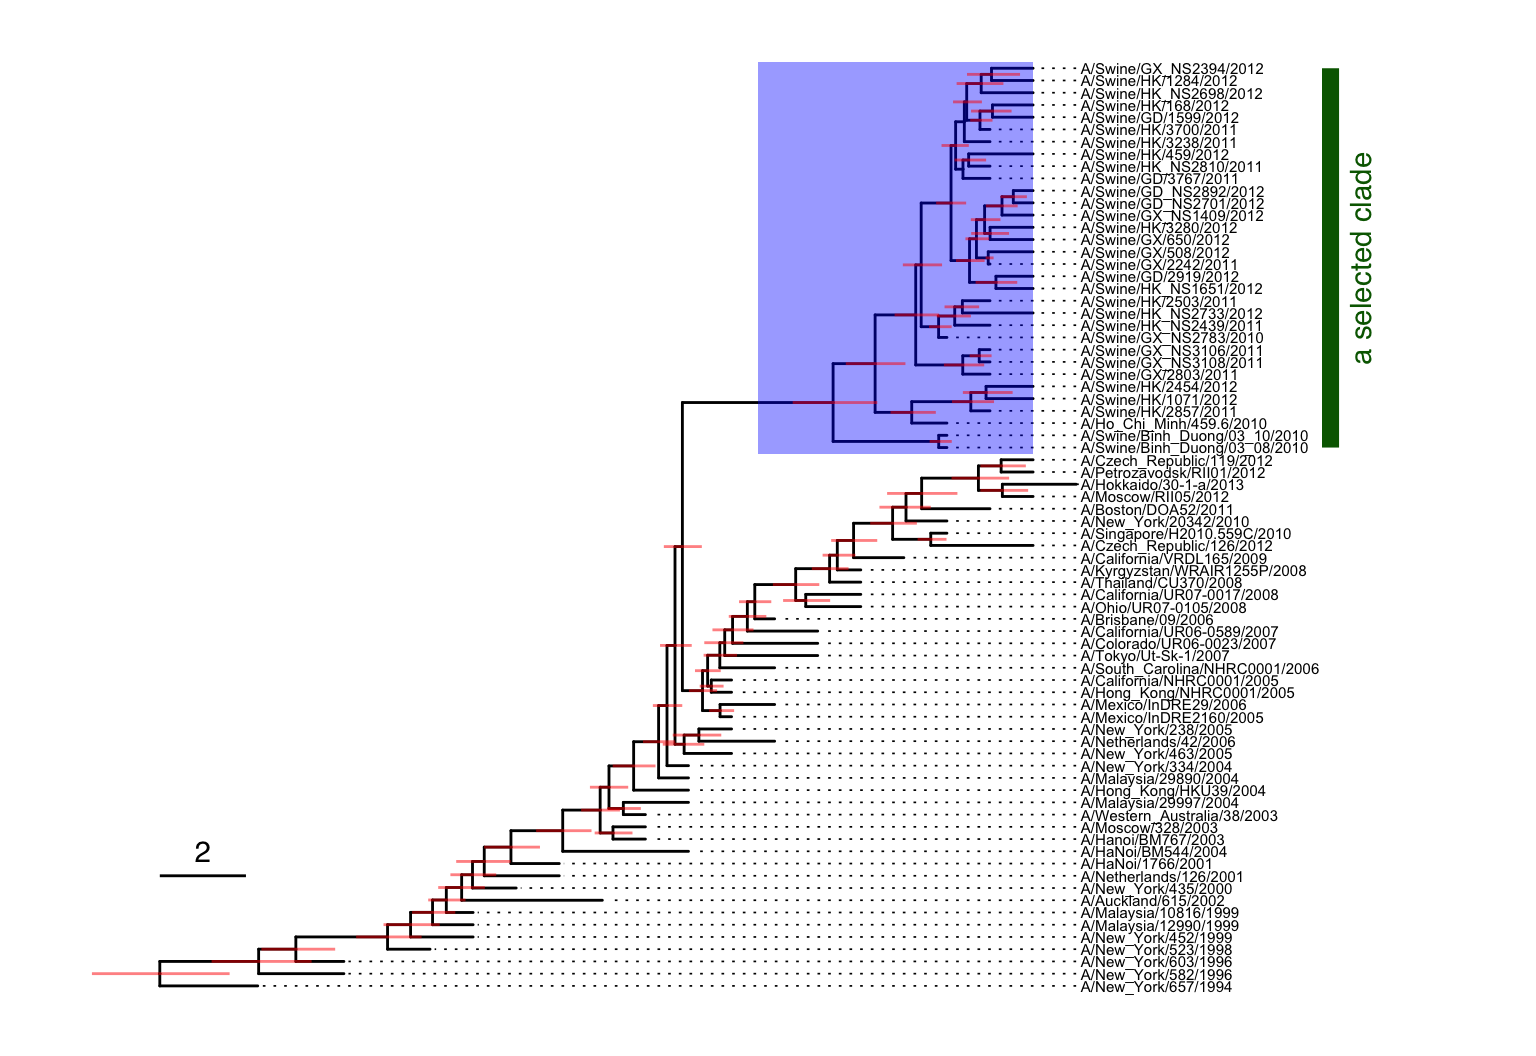 A/Swine/GX_NS2394/2012
A/Swine/HK/1284/2012
A/Swine/HK_NS2698/2012
A/Swine/HK/168/2012
A/Swine/GD/1599/2012
A/Swine/HK/3700/2011
A/Swine/HK/3238/2011
A/Swine/HK/459/2012
A/Swine/HK_NS2810/2011
A/Swine/GD/3767/2011
A/Swine/GD_NS2892/2012
A/Swine/GD_NS2701/2012
A/Swine/GX_NS1409/2012
A/Swine/HK/3280/2012
A/Swine/GX/650/2012
A/Swine/GX/508/2012
A/Swine/GX/2242/2011
A/Swine/GD/2919/2012
A/Swine/HK_NS1651/2012
A/Swine/HK/2503/2011
A/Swine/HK_NS2733/2012
A/Swine/HK_NS2439/2011
A/Swine/GX_NS2783/2010
A/Swine/GX_NS3106/2011
A/Swine/GX_NS3108/2011
A/Swine/GX/2803/2011
A/Swine/HK/2454/2012
A/Swine/HK/1071/2012
A/Swine/HK/2857/2011
A/Ho_Chi_Minh/459.6/2010
A/Swine/Binh_Duong/03_10/2010
A/Swine/Binh_Duong/03_08/2010
a selected clade
A/Czech_Republic/119/2012
A/Petrozavodsk/RII01/2012
A/Hokkaido/30-1-a/2013
A/Moscow/RII05/2012
A/Boston/DOA52/2011
A/New_York/20342/2010
A/Singapore/H2010.559C/2010
A/Czech_Republic/126/2012
A/California/VRDL165/2009
A/Kyrgyzstan/WRAIR1255P/2008
A/Thailand/CU370/2008
A/California/UR07-0017/2008
A/Ohio/UR07-0105/2008
A/Brisbane/09/2006
A/California/UR06-0589/2007
A/Colorado/UR06-0023/2007
A/Tokyo/Ut-Sk-1/2007
A/South_Carolina/NHRC0001/2006
A/California/NHRC0001/2005
A/Hong_Kong/NHRC0001/2005
A/Mexico/InDRE29/2006
A/Mexico/InDRE2160/2005
A/New_York/238/2005
A/Netherlands/42/2006
A/New_York/463/2005
A/New_York/334/2004
A/Malaysia/29890/2004
A/Hong_Kong/HKU39/2004
A/Malaysia/29997/2004
A/Western_Australia/38/2003
A/Moscow/328/2003
A/Hanoi/BM767/2003
A/HaNoi/BM544/2004
2
A/HaNoi/1766/2001
A/Netherlands/126/2001
A/New_York/435/2000
A/Auckland/615/2002
A/Malaysia/10816/1999
A/Malaysia/12990/1999
A/New_York/452/1999
A/New_York/523/1998
A/New_York/603/1996
A/New_York/582/1996
A/New_York/657/1994